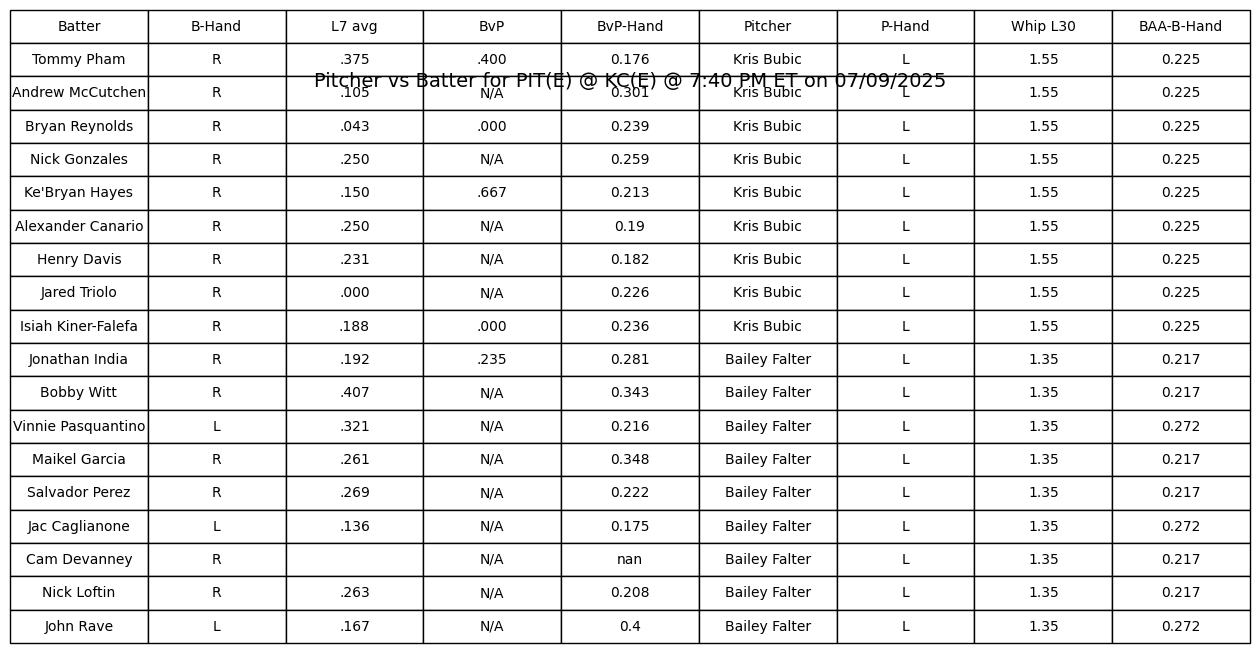 Batter B-Hand L7 avg BvP BvP-Hand Pitcher P-Hand Whip L30 BAA-B-Hand
Tommy Pham R .375 .400 0.176 Kris Bubic L 1.55 0.225
Pitcher vs Batter for PIT(E) @ KC(E) @ 7:40 PM ET on 07/09/2025
Andrew McCutchen R .105 N/A 0.301 Kris Bubic L 1.55 0.225
Bryan Reynolds R .043 .000 0.239 Kris Bubic L 1.55 0.225
Nick Gonzales R .250 N/A 0.259 Kris Bubic L 1.55 0.225
Ke'Bryan Hayes R .150 .667 0.213 Kris Bubic L 1.55 0.225
Alexander Canario R .250 N/A 0.19 Kris Bubic L 1.55 0.225
Henry Davis R .231 N/A 0.182 Kris Bubic L 1.55 0.225
Jared Triolo R .000 N/A 0.226 Kris Bubic L 1.55 0.225
Isiah Kiner-Falefa R .188 .000 0.236 Kris Bubic L 1.55 0.225
Jonathan India R .192 .235 0.281 Bailey Falter L 1.35 0.217
Bobby Witt R .407 N/A 0.343 Bailey Falter L 1.35 0.217
Vinnie Pasquantino L .321 N/A 0.216 Bailey Falter L 1.35 0.272
Maikel Garcia R .261 N/A 0.348 Bailey Falter L 1.35 0.217
Salvador Perez R .269 N/A 0.222 Bailey Falter L 1.35 0.217
Jac Caglianone L .136 N/A 0.175 Bailey Falter L 1.35 0.272
Cam Devanney R N/A nan Bailey Falter L 1.35 0.217
Nick Loftin R .263 N/A 0.208 Bailey Falter L 1.35 0.217
John Rave L .167 N/A 0.4 Bailey Falter L 1.35 0.272